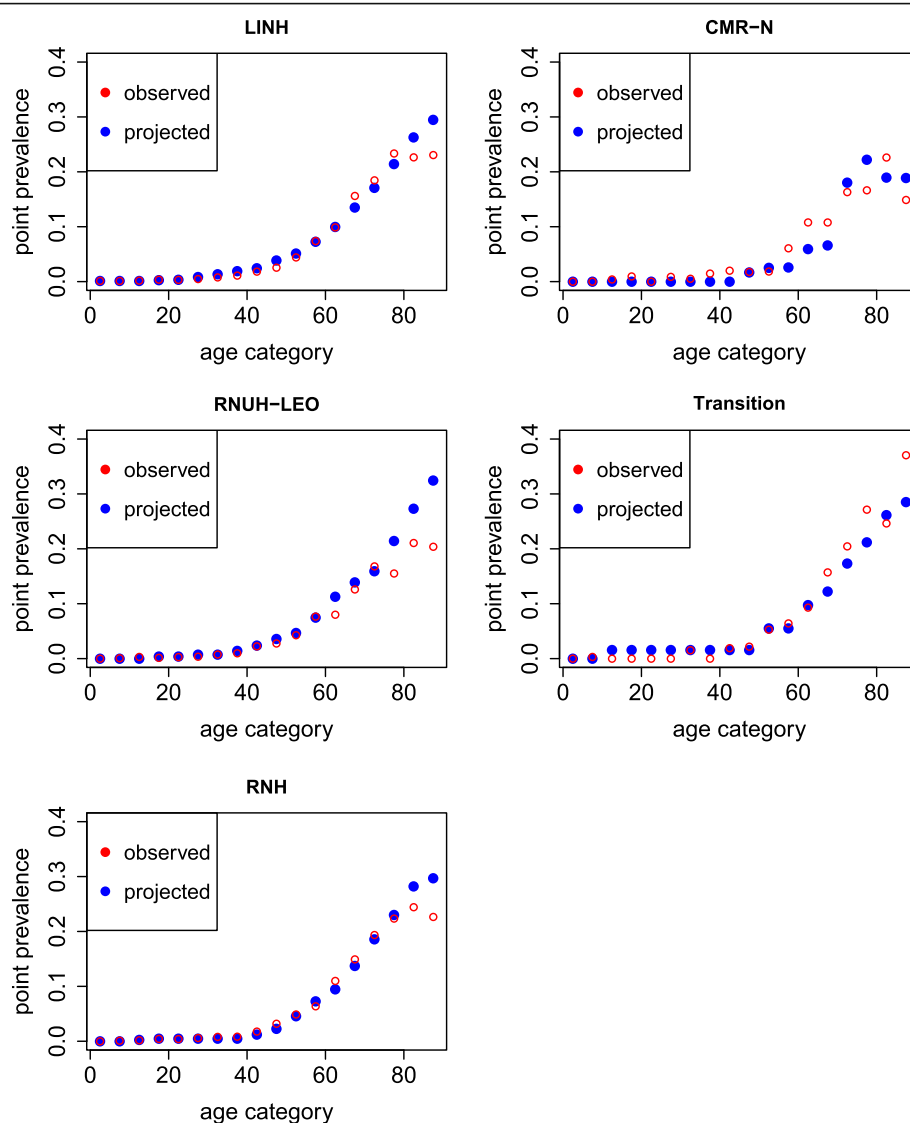 LINH
0.0 0.1 0.2 0.3 0.4
point prevalence
observed
projected
0 20 40 60 80
age category
CMR−N
0.0 0.1 0.2 0.3 0.4
point prevalence
observed
projected
0 20 40 60 80
age category
RNUH−LEO
0.0 0.1 0.2 0.3 0.4
point prevalence
observed
projected
0 20 40 60 80
age category
Transition
0.0 0.1 0.2 0.3 0.4
point prevalence
observed
projected
0 20 40 60 80
age category
RNH
0.0 0.1 0.2 0.3 0.4
point prevalence
observed
projected
0 20 40 60 80
age category